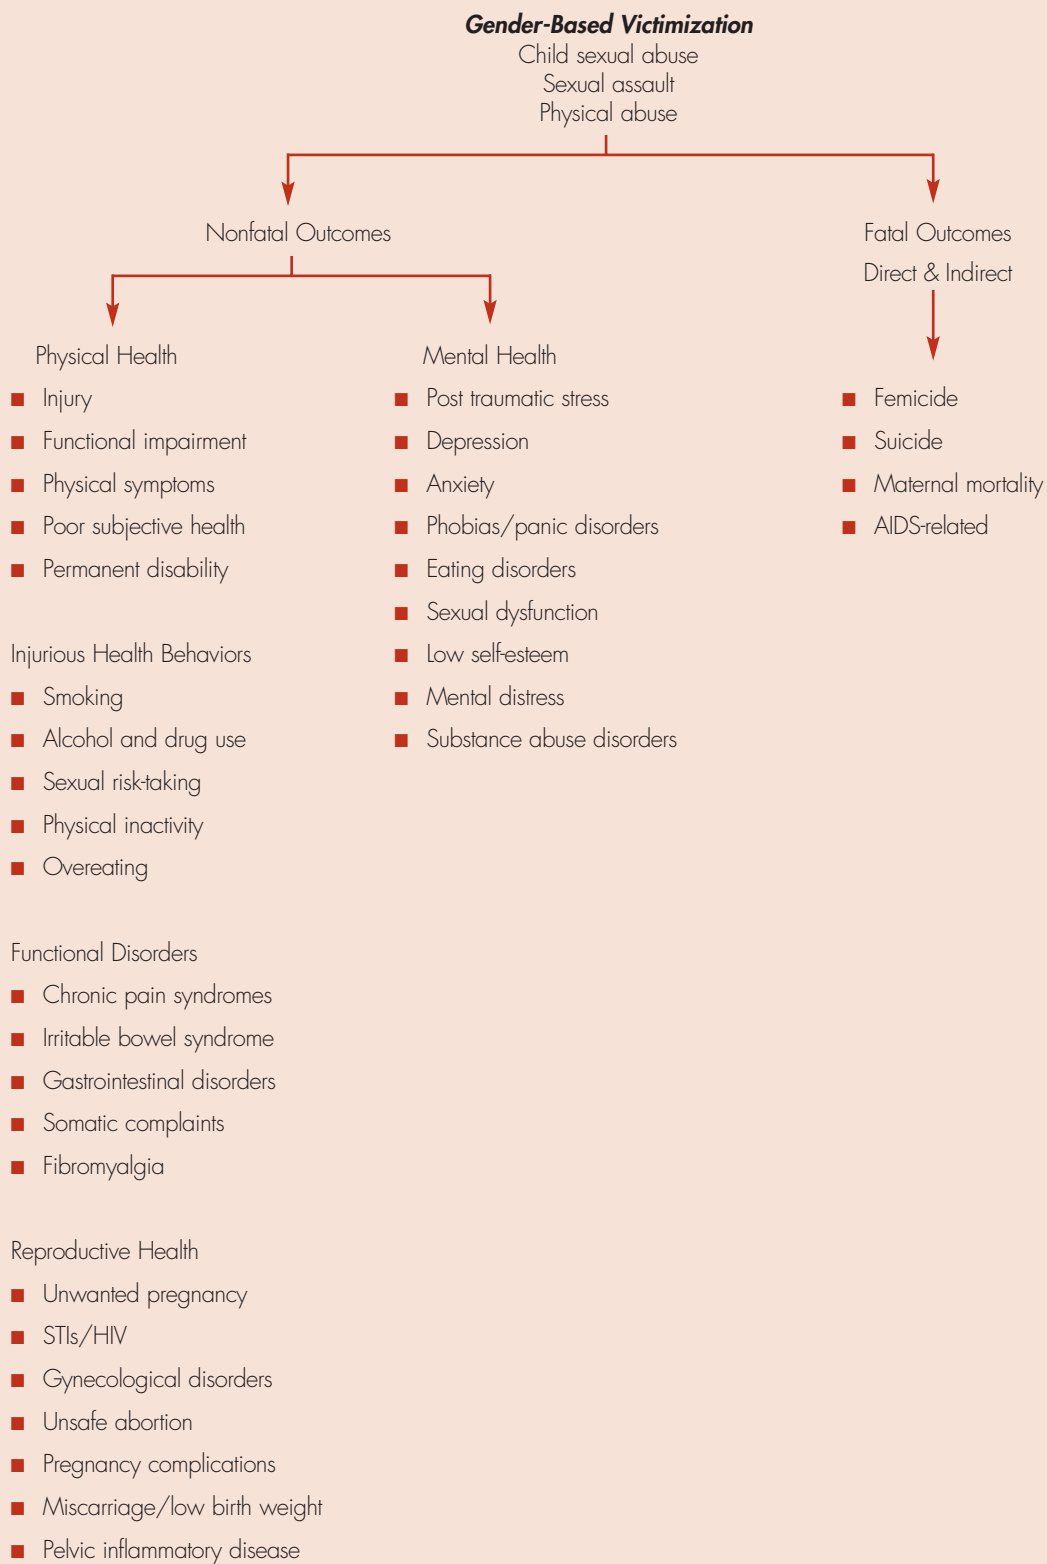 Gender-Based Victimization
Child sexual abuse
Sexual assault
Physical abuse
Nonfatal Outcomes
Fatal Outcomes
Direct & Indirect
Physical Health
■ Injury
■ Functional impairment
■ Physical symptoms
■ Poor subjective health
■ Permanent disability
Injurious Health Behaviors
■ Smoking
■ Alcohol and drug use
■ Sexual risk-taking
■ Physical inactivity
■ Overeating
Functional Disorders
■ Chronic pain syndromes
■ Irritable bowel syndrome
■ Gastrointestinal disorders
■ Somatic complaints
■ Fibromyalgia
Reproductive Health
■ Unwanted pregnancy
■ STIs/HIV
■ Gynecological disorders
■ Unsafe abortion
■ Pregnancy complications
■ Miscarriage/low birth weight
■ Pelvic inflammatory disease
Mental Health
■ Post traumatic stress
■ Depression
■ Anxiety
■ Phobias/panic disorders
■ Eating disorders
■ Sexual dysfunction
■ Low self-esteem
■ Mental distress
■ Substance abuse disorders
■ Femicide
■ Suicide
■ Maternal mortality
■ AIDS-related